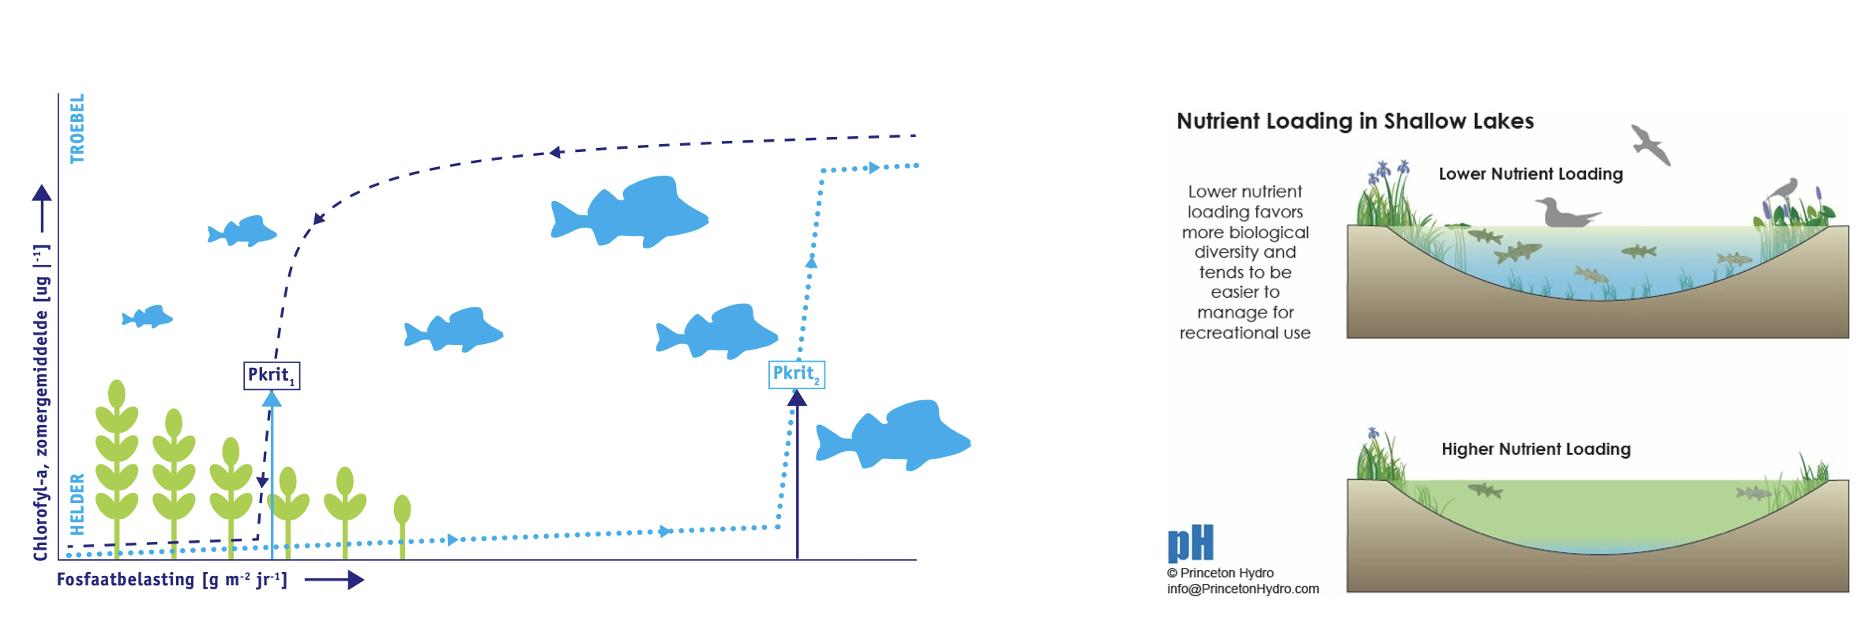 TROEBEL
HELDER
Chlorofyl-a, zomergemiddelde [ug l⁻¹]
Pkrit₁
Pkrit₂
Fosfaatbelasting [g m⁻² jr⁻¹]
Nutrient Loading in Shallow Lakes
Lower Nutrient Loading
Lower nutrient
loading favors
more biological
diversity and
tends to be
easier to
manage for
recreational use
Higher Nutrient Loading
pH
© Princeton Hydro
info@PrincetonHydro.com